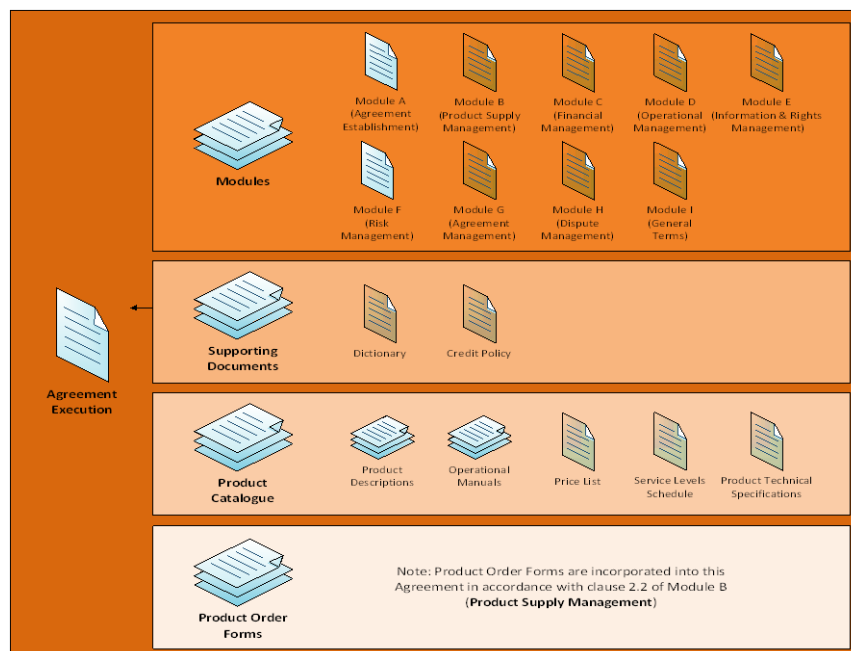 Module A
(Agreement
Establishment)
Module B
(Product Supply
Management)
Module C
(Financial
Management)
Module D
(Operational
Management)
Module E
(Information & Rights
Management)
Modules
Module F
(Risk
Management)
Module G
(Agreement
Management)
Module H
(Dispute
Management)
Module I
(General
Terms)
Agreement
Execution
Supporting
Documents
Dictionary
Credit Policy
Product
Catalogue
Product
Descriptions
Operational
Manuals
Price List
Service Levels
Schedule
Product Technical
Specifications
Product Order
Forms
Note: Product Order Forms are incorporated into this
Agreement in accordance with clause 2.2 of Module B
(Product Supply Management)